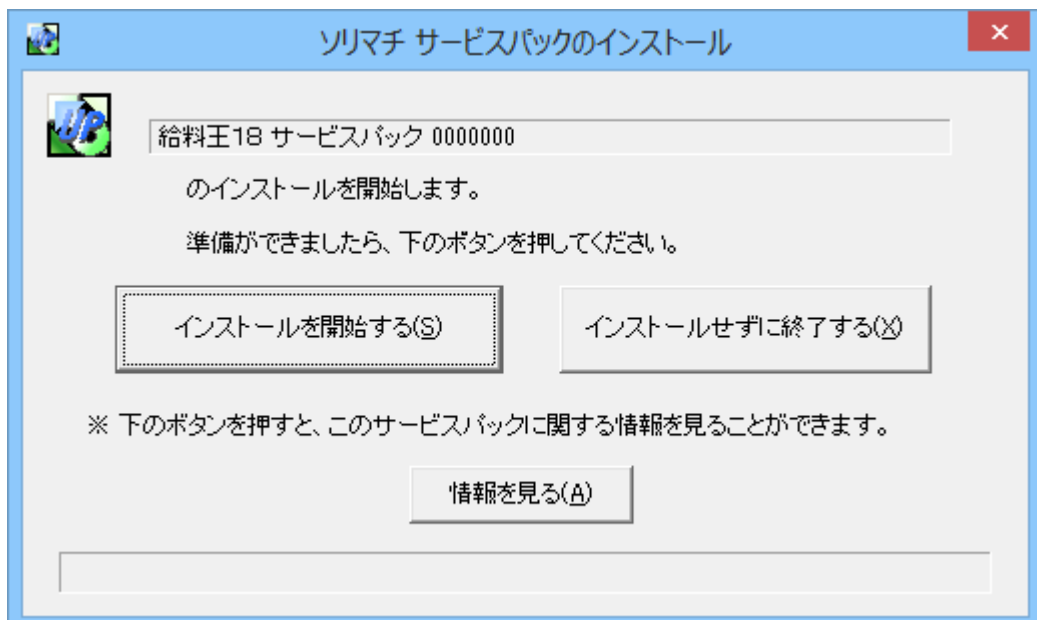 ソリマチ サービスパックのインストール
給料王18 サービスパック 0000000
のインストールを開始します。
準備ができましたら、下のボタンを押してください。
インストールを開始する(S)
インストールせずに終了する(X)
※ 下のボタンを押すと、このサービスパックに関する情報を見ることができます。
情報を見る(A)